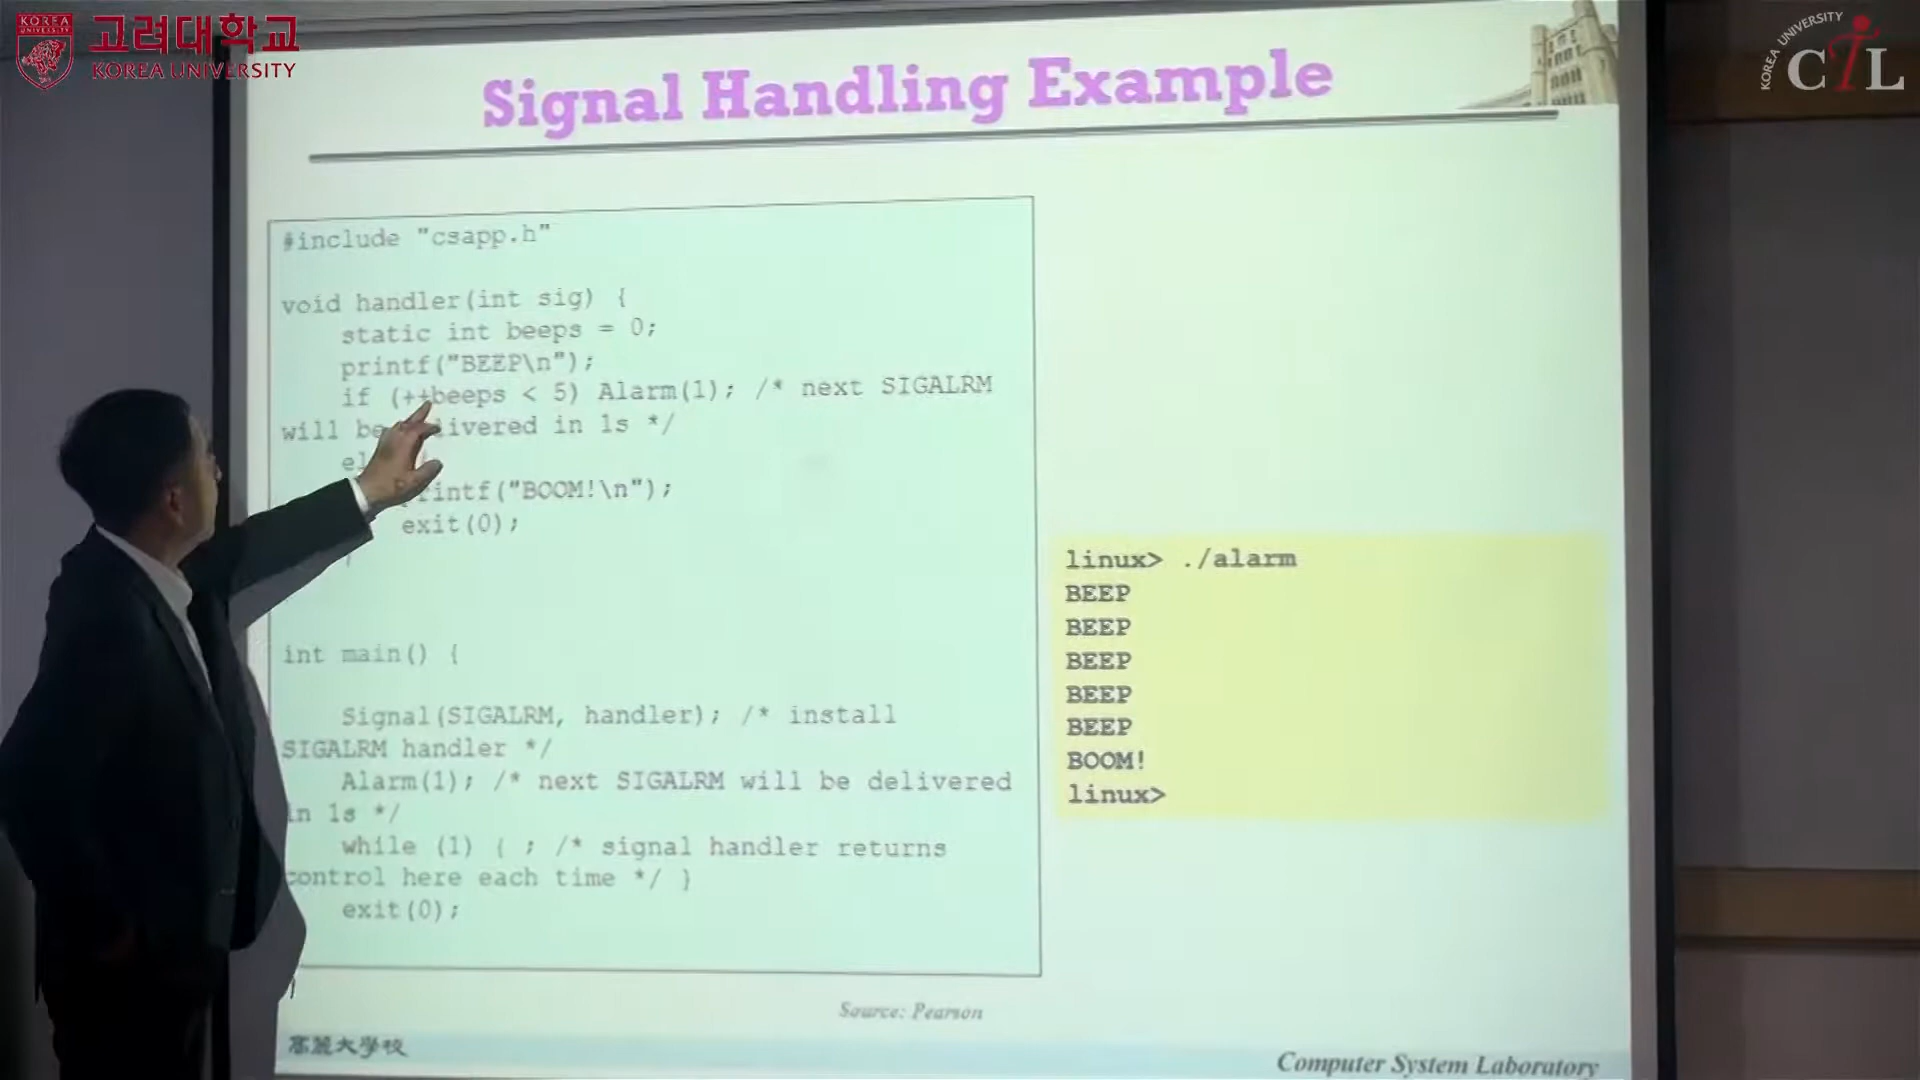 KOREA
UNIVERSITY
고려대학교
KOREA UNIVERSITY
KOREA UNIVERSITY
CTL
Signal Handling Example
#include "csapp.h"
void handler(int sig) {
static int beeps = 0;
printf("BEEP\n");
if (++beeps < 5) Alarm(1); /* next SIGALRM
will be delivered in 1s */
printf("BOOM!\n");
exit(0);
int main() {
Signal(SIGALRM, handler); /* install
SIGALRM handler */
Alarm(1); /* next SIGALRM will be delivered
in 1s */
while (1) { ; /* signal handler returns
control here each time */ }
exit(0);
}
linux> ./alarm
BEEP
BEEP
BEEP
BEEP
BEEP
BOOM!
linux>
Source: Pearson
高麗大學校
Computer System Laboratory